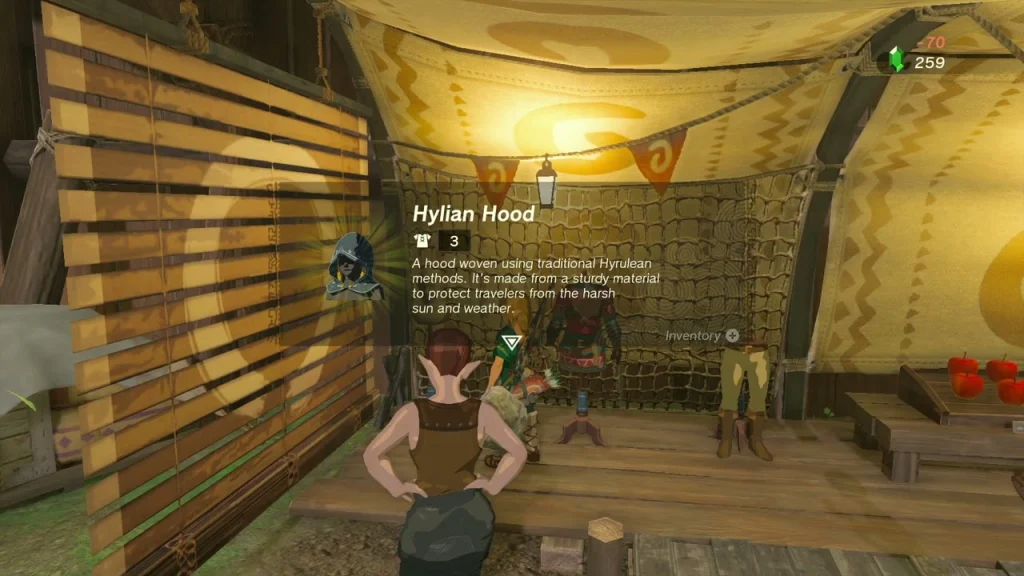 -70
259
Hylian Hood
3
A hood woven using traditional Hyrulean
methods. It's made from a sturdy material
to protect travelers from the harsh
sun and weather.
Inventory